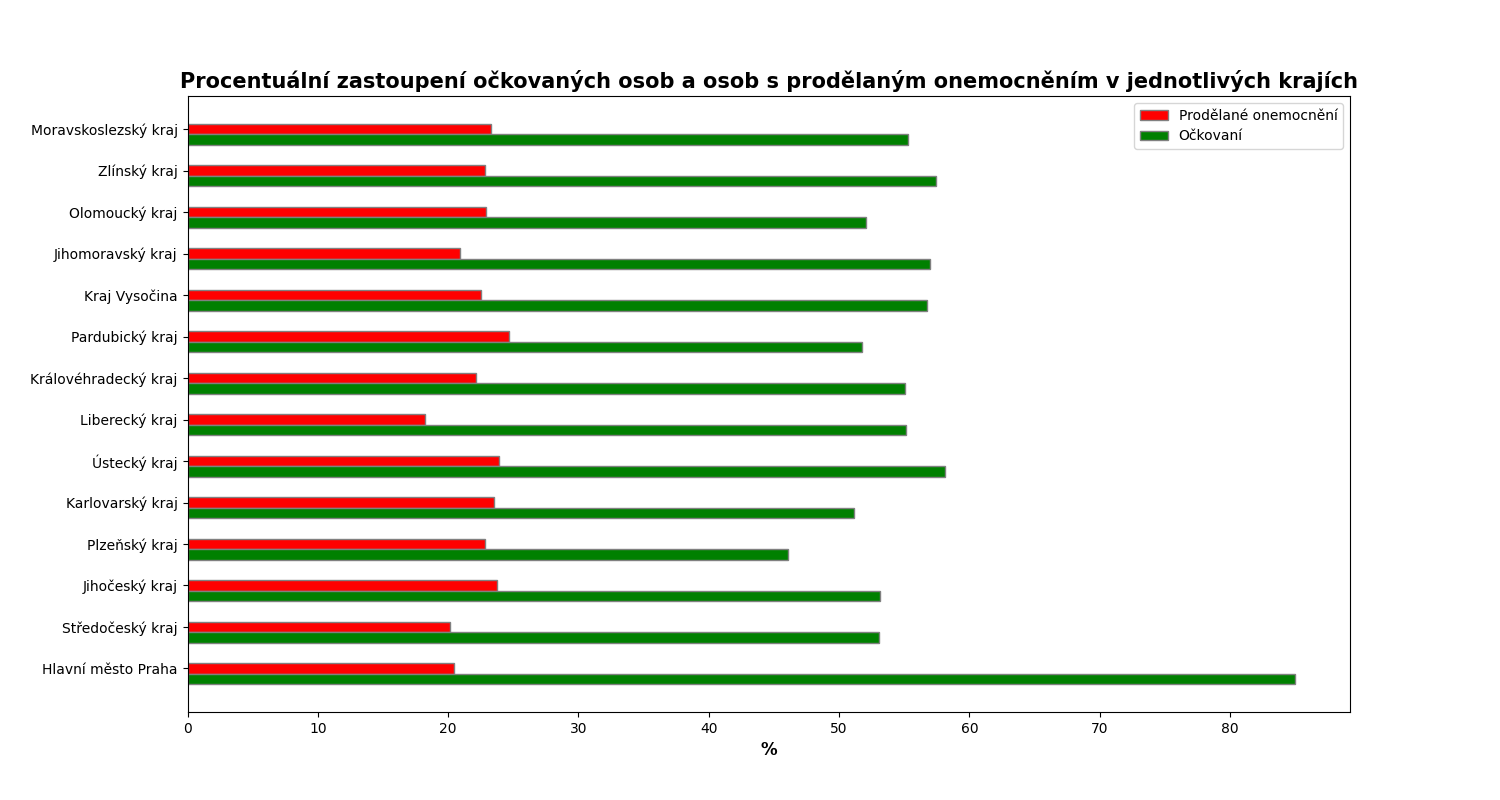 Procentuální zastoupení očkovaných osob a osob s prodělaným onemocněním v jednotlivých krajích
Prodělané onemocnění
Očkovaní
Moravskoslezský kraj
Zlínský kraj
Olomoucký kraj
Jihomoravský kraj
Kraj Vysočina
Pardubický kraj
Královéhradecký kraj
Liberecký kraj
Ústecký kraj
Karlovarský kraj
Plzeňský kraj
Jihočeský kraj
Středočeský kraj
Hlavní město Praha
0 10 20 30 40 50 60 70 80
%